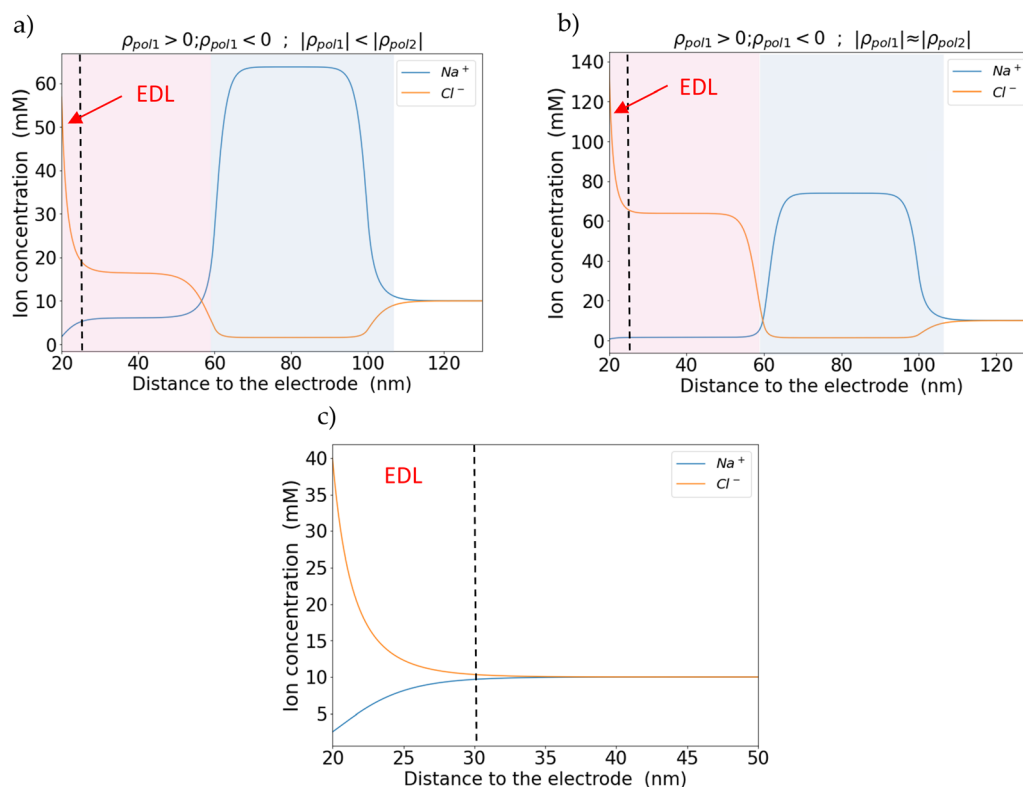 a)
ρpol1 > 0;ρpol1 < 0 ; |ρpol1| < |ρpol2|
Ion concentration (mM)
60
50
40
30
20
10
0
EDL
Na+
Cl−
20 40 60 80 100 120
Distance to the electrode (nm)
b)
ρpol1 > 0;ρpol1 < 0 ; |ρpol1|≈|ρpol2|
Ion concentration (mM)
140
120
100
80
60
40
20
0
EDL
Na+
Cl−
20 40 60 80 100 120
Distance to the electrode (nm)
c)
Ion concentration (mM)
40
35
30
25
20
15
10
5
EDL
Na+
Cl−
20 25 30 35 40 45 50
Distance to the electrode (nm)